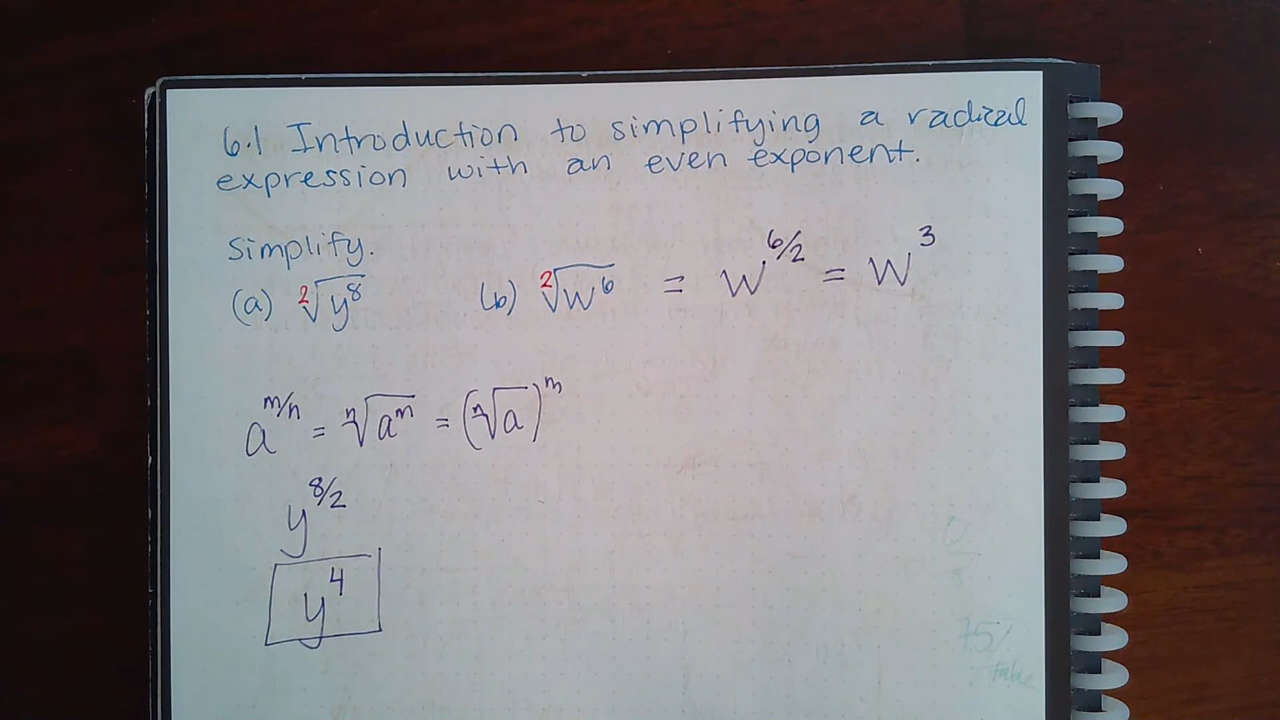 6.1 Introduction to simplifying a radical
expression with an even exponent.
Simplify.
(a) ²√y⁸ (b) ²√w⁶ = w^{6/2} = w³
a^{m/n} = ⁿ√a^m = (ⁿ√a)^m
y^{8/2}
y⁴